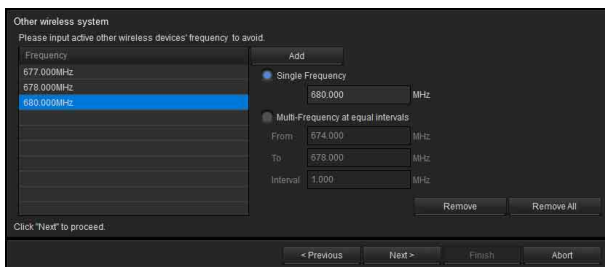 Other wireless system
Please input active other wireless devices' frequency to avoid.
Frequency
Add
677.000MHz
678.000MHz
680.000MHz
Single Frequency
680.000 MHz
Multi-Frequency at equal intervals
From 674.000 MHz
To 678.000 MHz
Interval 1.000 MHz
Remove Remove All
Click "Next" to proceed.
< Previous Next > Finish Abort